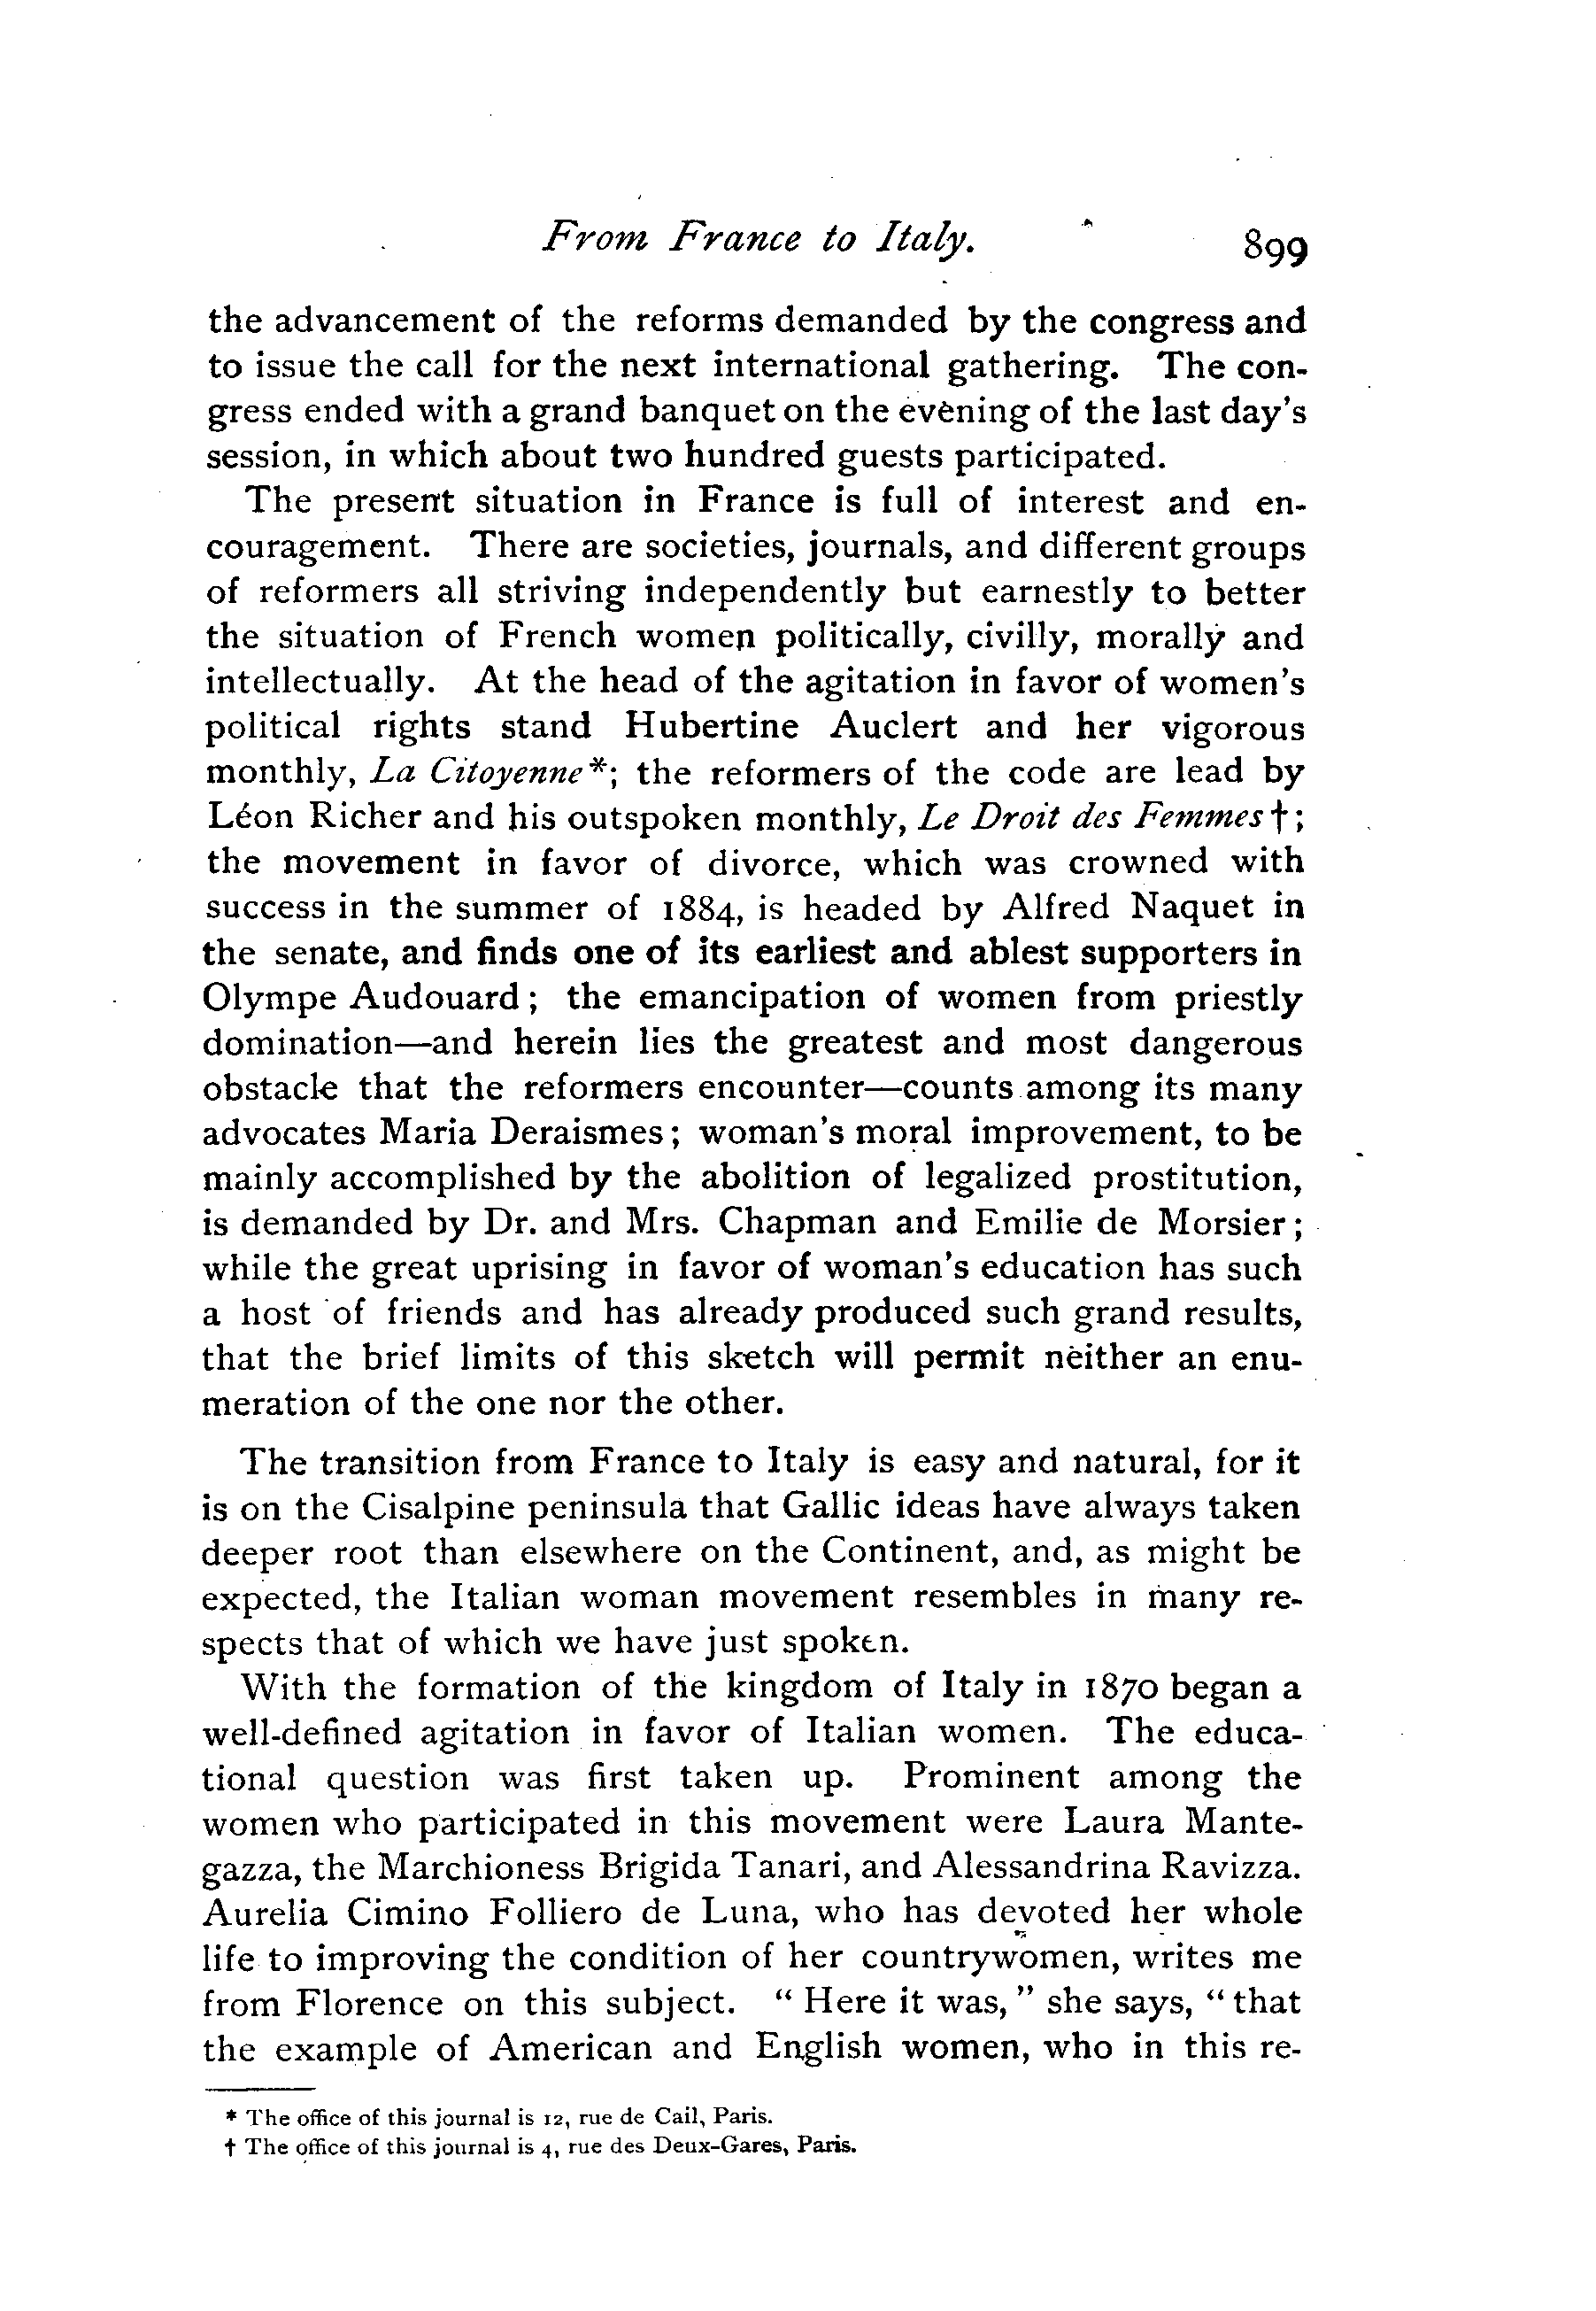 From France to Italy. 899
the advancement of the reforms demanded by the congress and
to issue the call for the next international gathering. The con-
gress ended with a grand banquet on the evening of the last day's
session, in which about two hundred guests participated.
The present situation in France is full of interest and en-
couragement. There are societies, journals, and different groups
of reformers all striving independently but earnestly to better
the situation of French women politically, civilly, morally and
intellectually. At the head of the agitation in favor of women's
political rights stand Hubertine Auclert and her vigorous
monthly, La Citoyenne*; the reformers of the code are lead by
Léon Richer and his outspoken monthly, Le Droit des Femmes†;
the movement in favor of divorce, which was crowned with
success in the summer of 1884, is headed by Alfred Naquet in
the senate, and finds one of its earliest and ablest supporters in
Olympe Audouard; the emancipation of women from priestly
domination—and herein lies the greatest and most dangerous
obstacle that the reformers encounter—counts among its many
advocates Maria Deraismes; woman's moral improvement, to be
mainly accomplished by the abolition of legalized prostitution,
is demanded by Dr. and Mrs. Chapman and Emilie de Morsier;
while the great uprising in favor of woman's education has such
a host of friends and has already produced such grand results,
that the brief limits of this sketch will permit neither an enu-
meration of the one nor the other.
The transition from France to Italy is easy and natural, for it
is on the Cisalpine peninsula that Gallic ideas have always taken
deeper root than elsewhere on the Continent, and, as might be
expected, the Italian woman movement resembles in many re-
spects that of which we have just spoken.
With the formation of the kingdom of Italy in 1870 began a
well-defined agitation in favor of Italian women. The educa-
tional question was first taken up. Prominent among the
women who participated in this movement were Laura Mante-
gazza, the Marchioness Brigida Tanari, and Alessandrina Ravizza.
Aurelia Cimino Folliero de Luna, who has devoted her whole
life to improving the condition of her countrywomen, writes me
from Florence on this subject. "Here it was," she says, "that
the example of American and English women, who in this re-
* The office of this journal is 12, rue de Cail, Paris.
† The office of this journal is 4, rue des Deux-Gares, Paris.